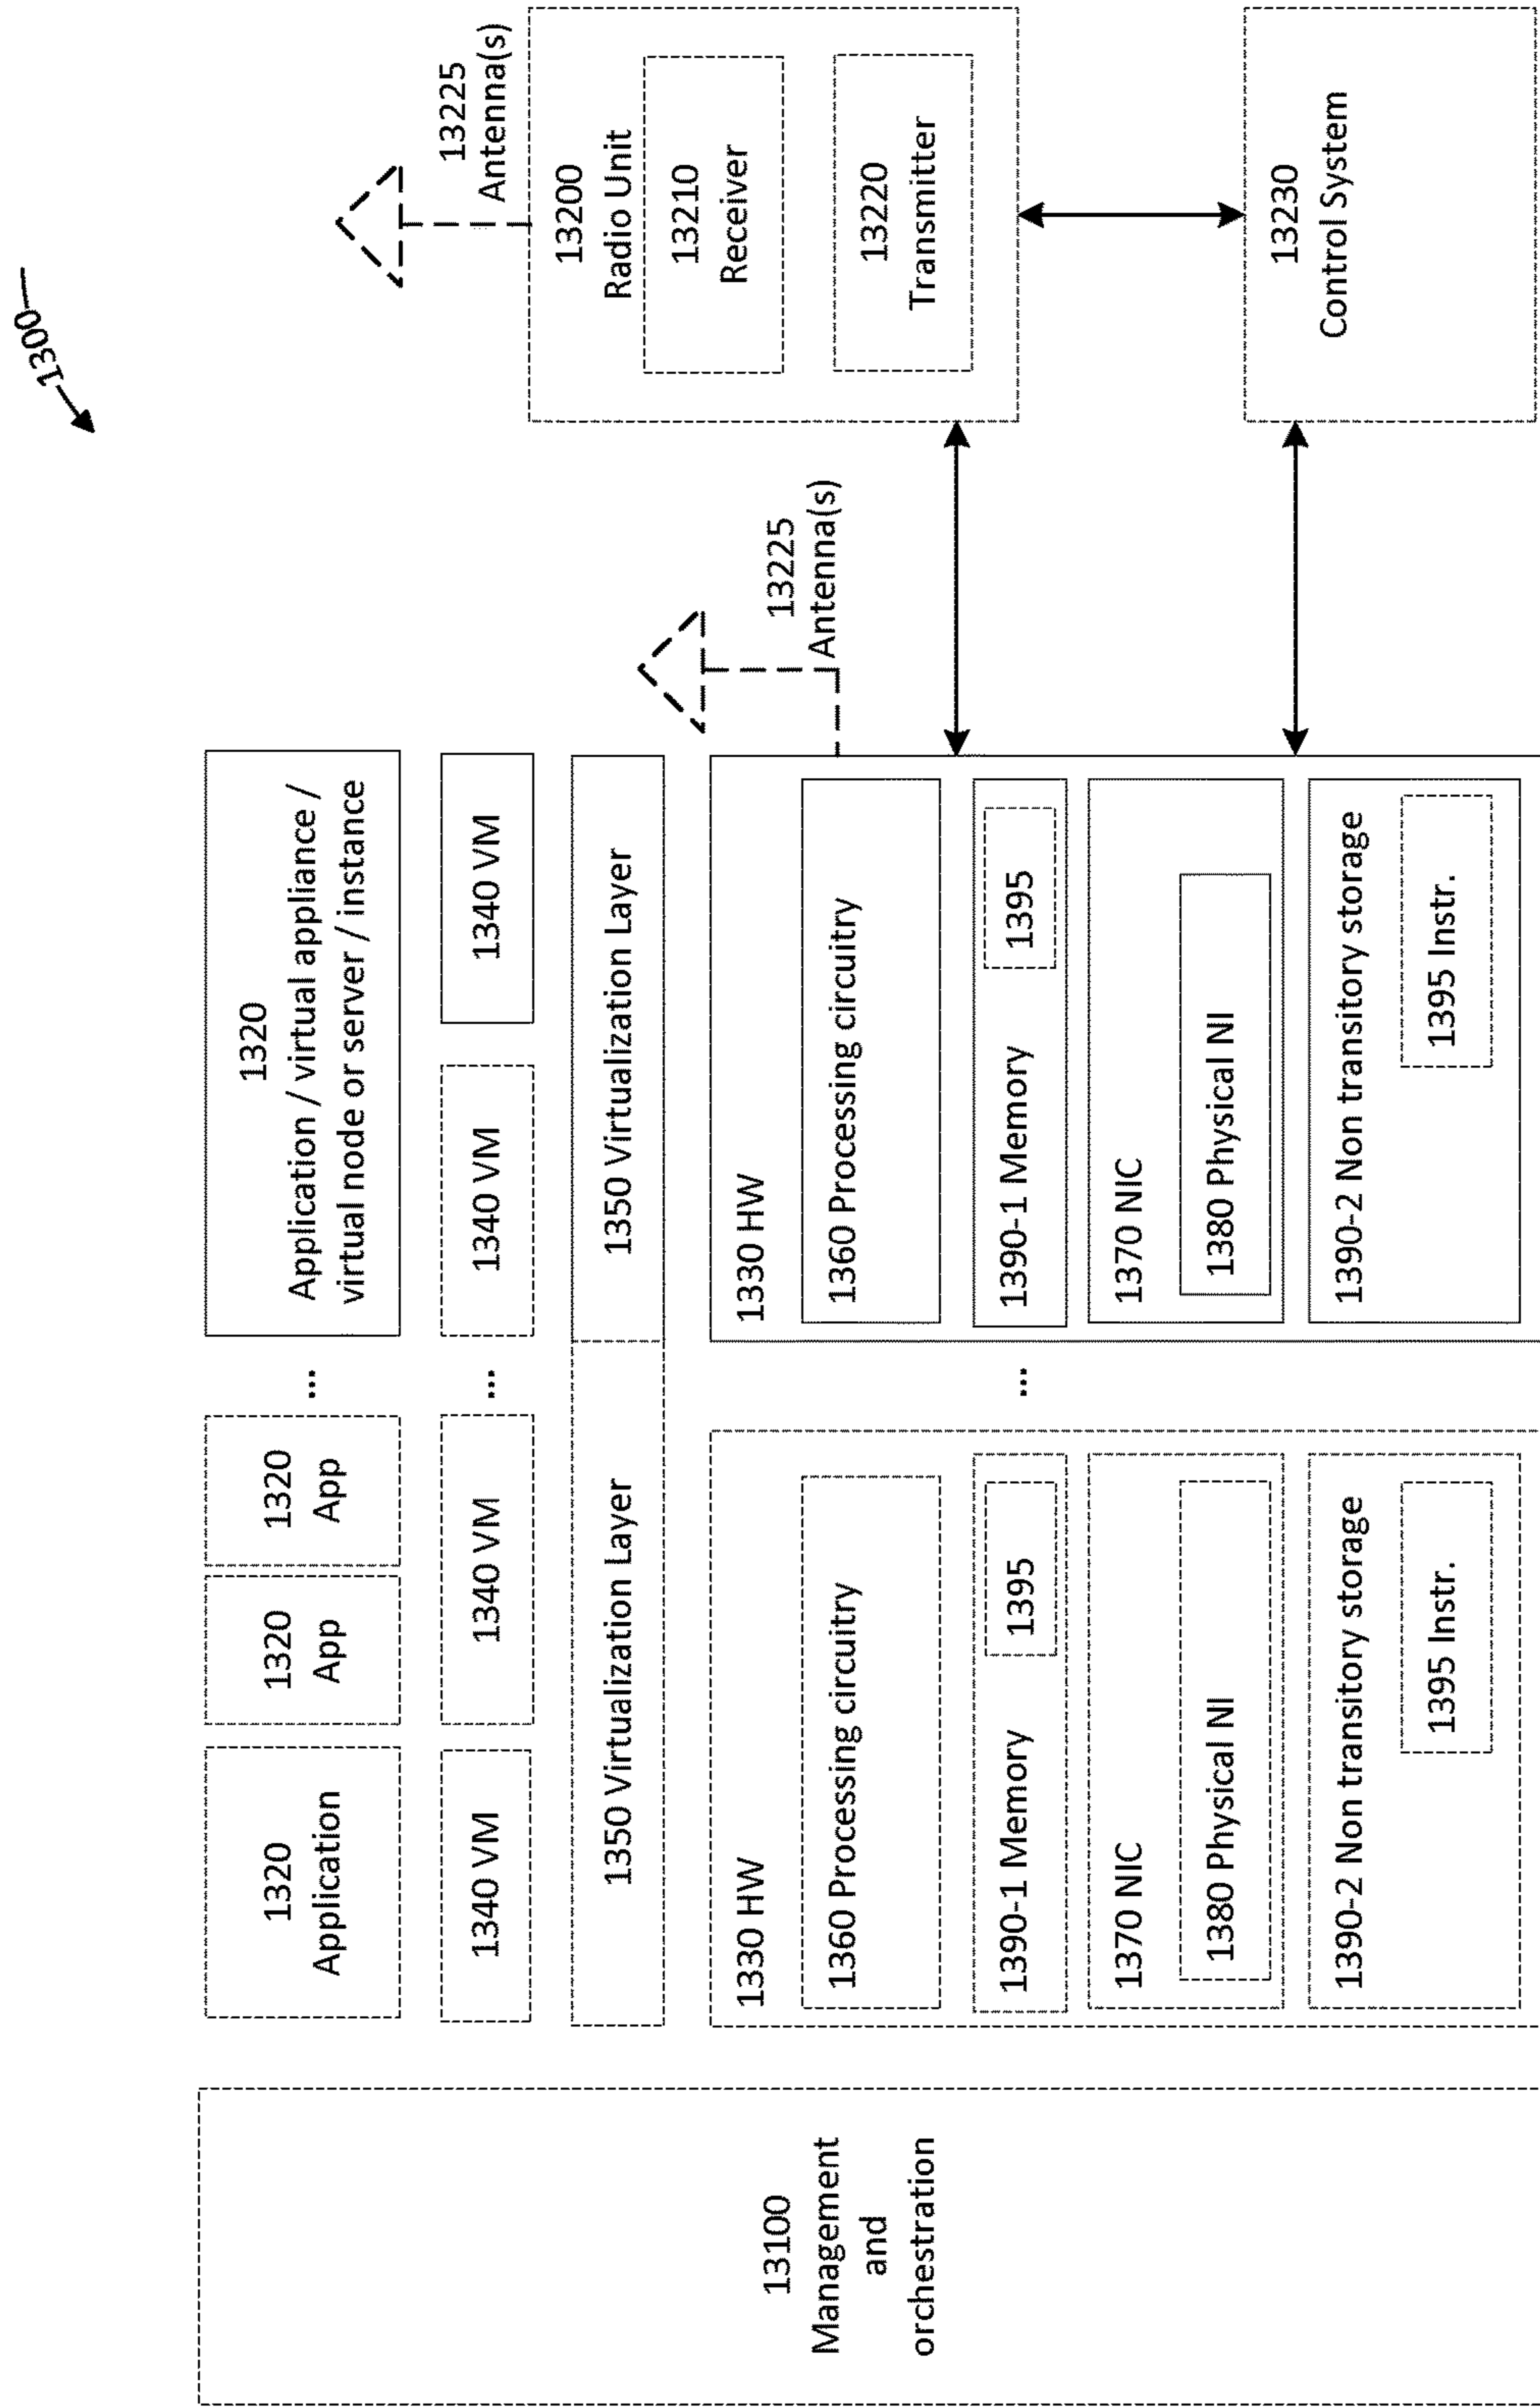 1300
13100
Management
and
orchestration
1320
Application
1320
App
1320
App
...
1320
Application / virtual appliance /
virtual node or server / instance
1340 VM
1340 VM
...
1340 VM
1340 VM
1350 Virtualization Layer
1350 Virtualization Layer
1330 HW
1360 Processing circuitry
1390-1 Memory
1395
1370 NIC
1380 Physical NI
1390-2 Non transitory storage
1395 Instr.
...
1330 HW
1360 Processing circuitry
1390-1 Memory
1395
1370 NIC
1380 Physical NI
1390-2 Non transitory storage
1395 Instr.
13225
Antenna(s)
13225
Antenna(s)
13200
Radio Unit
13210
Receiver
13220
Transmitter
13230
Control System